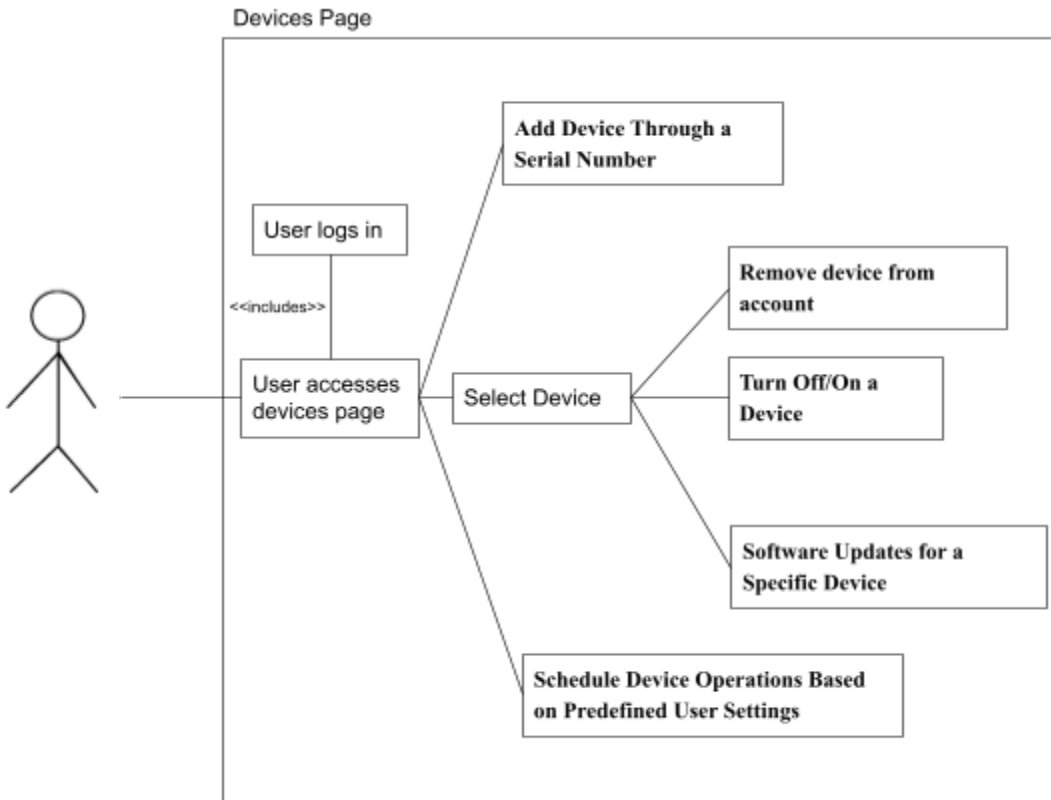 Devices Page
Add Device Through a
Serial Number
User logs in
Remove device from
account
<<includes>>
User accesses
devices page
Select Device
Turn Off/On a
Device
Software Updates for a
Specific Device
Schedule Device Operations Based
on Predefined User Settings